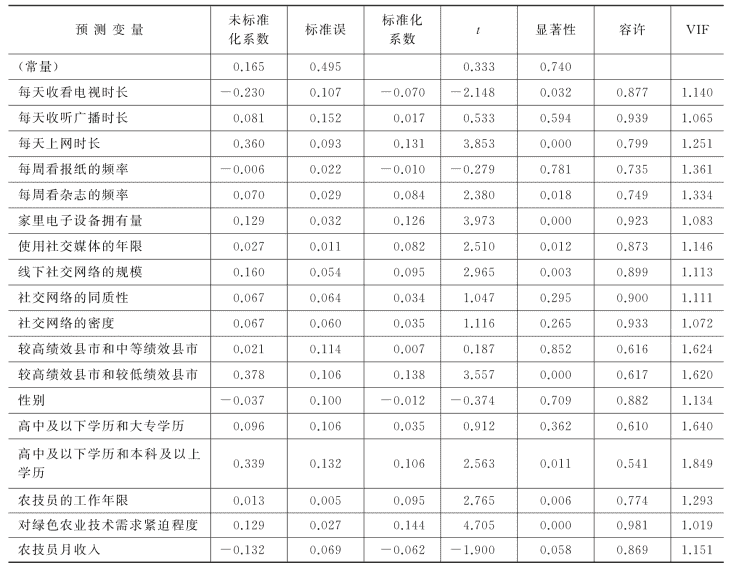 预测变量 未标准化系数 标准误 标准化系数 t 显著性 容许 VIF
(常量) 0.165 0.495 0.333 0.740
每天收看电视时长 －0.230 0.107 －0.070 －2.148 0.032 0.877 1.140
每天收听广播时长 0.081 0.152 0.017 0.533 0.594 0.939 1.065
每天上网时长 0.360 0.093 0.131 3.853 0.000 0.799 1.251
每周看报纸的频率 －0.006 0.022 －0.010 －0.279 0.781 0.735 1.361
每周看杂志的频率 0.070 0.029 0.084 2.380 0.018 0.749 1.334
家里电子设备拥有量 0.129 0.032 0.126 3.973 0.000 0.923 1.083
使用社交媒体的年限 0.027 0.011 0.082 2.510 0.012 0.873 1.146
线下社交网络的规模 0.160 0.054 0.095 2.965 0.003 0.899 1.113
社交网络的同质性 0.067 0.064 0.034 1.047 0.295 0.900 1.111
社交网络的密度 0.067 0.060 0.035 1.116 0.265 0.933 1.072
较高绩效县市和中等绩效县市 0.021 0.114 0.007 0.187 0.852 0.616 1.624
较高绩效县市和较低绩效县市 0.378 0.106 0.138 3.557 0.000 0.617 1.620
性别 －0.037 0.100 －0.012 －0.374 0.709 0.882 1.134
高中及以下学历和大专学历 0.096 0.106 0.035 0.912 0.362 0.610 1.640
高中及以下学历和本科及以上学历 0.339 0.132 0.106 2.563 0.011 0.541 1.849
农技员的工作年限 0.013 0.005 0.095 2.765 0.006 0.774 1.293
对绿色农业技术需求紧迫程度 0.129 0.027 0.144 4.705 0.000 0.981 1.019
农技员月收入 －0.132 0.069 －0.062 －1.900 0.058 0.869 1.151